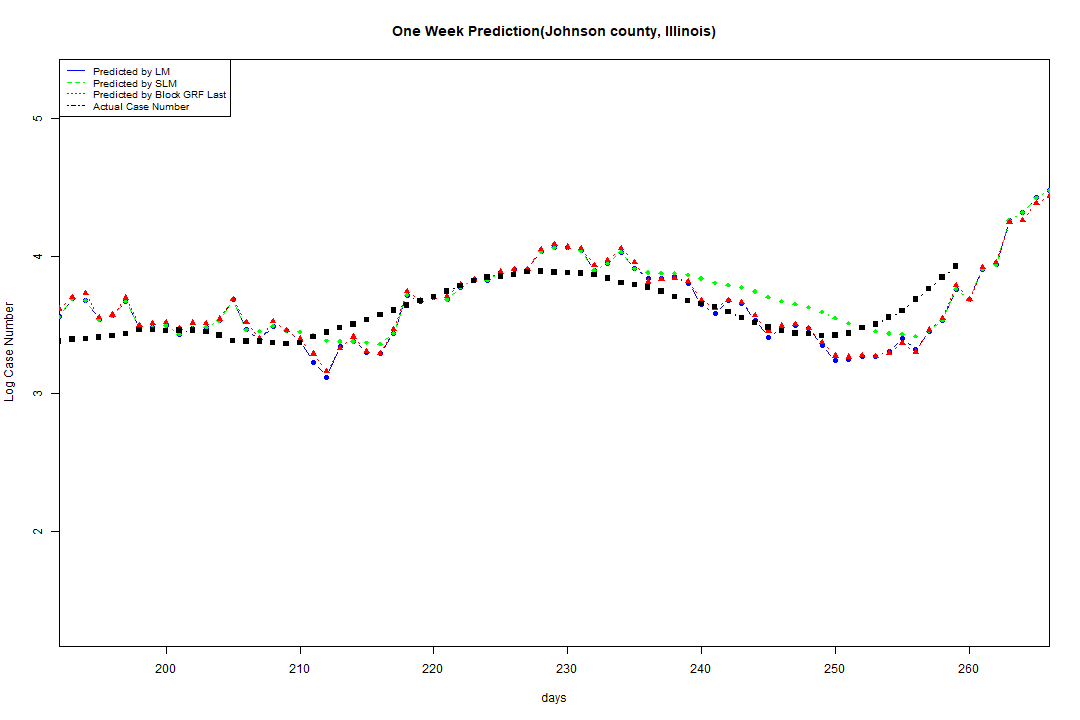 One Week Prediction(Johnson county, Illinois)
Predicted by LM
Predicted by SLM
Predicted by Block GRF Last
Actual Case Number
5
4
3
2
Log Case Number
200 210 220 230 240 250 260
days